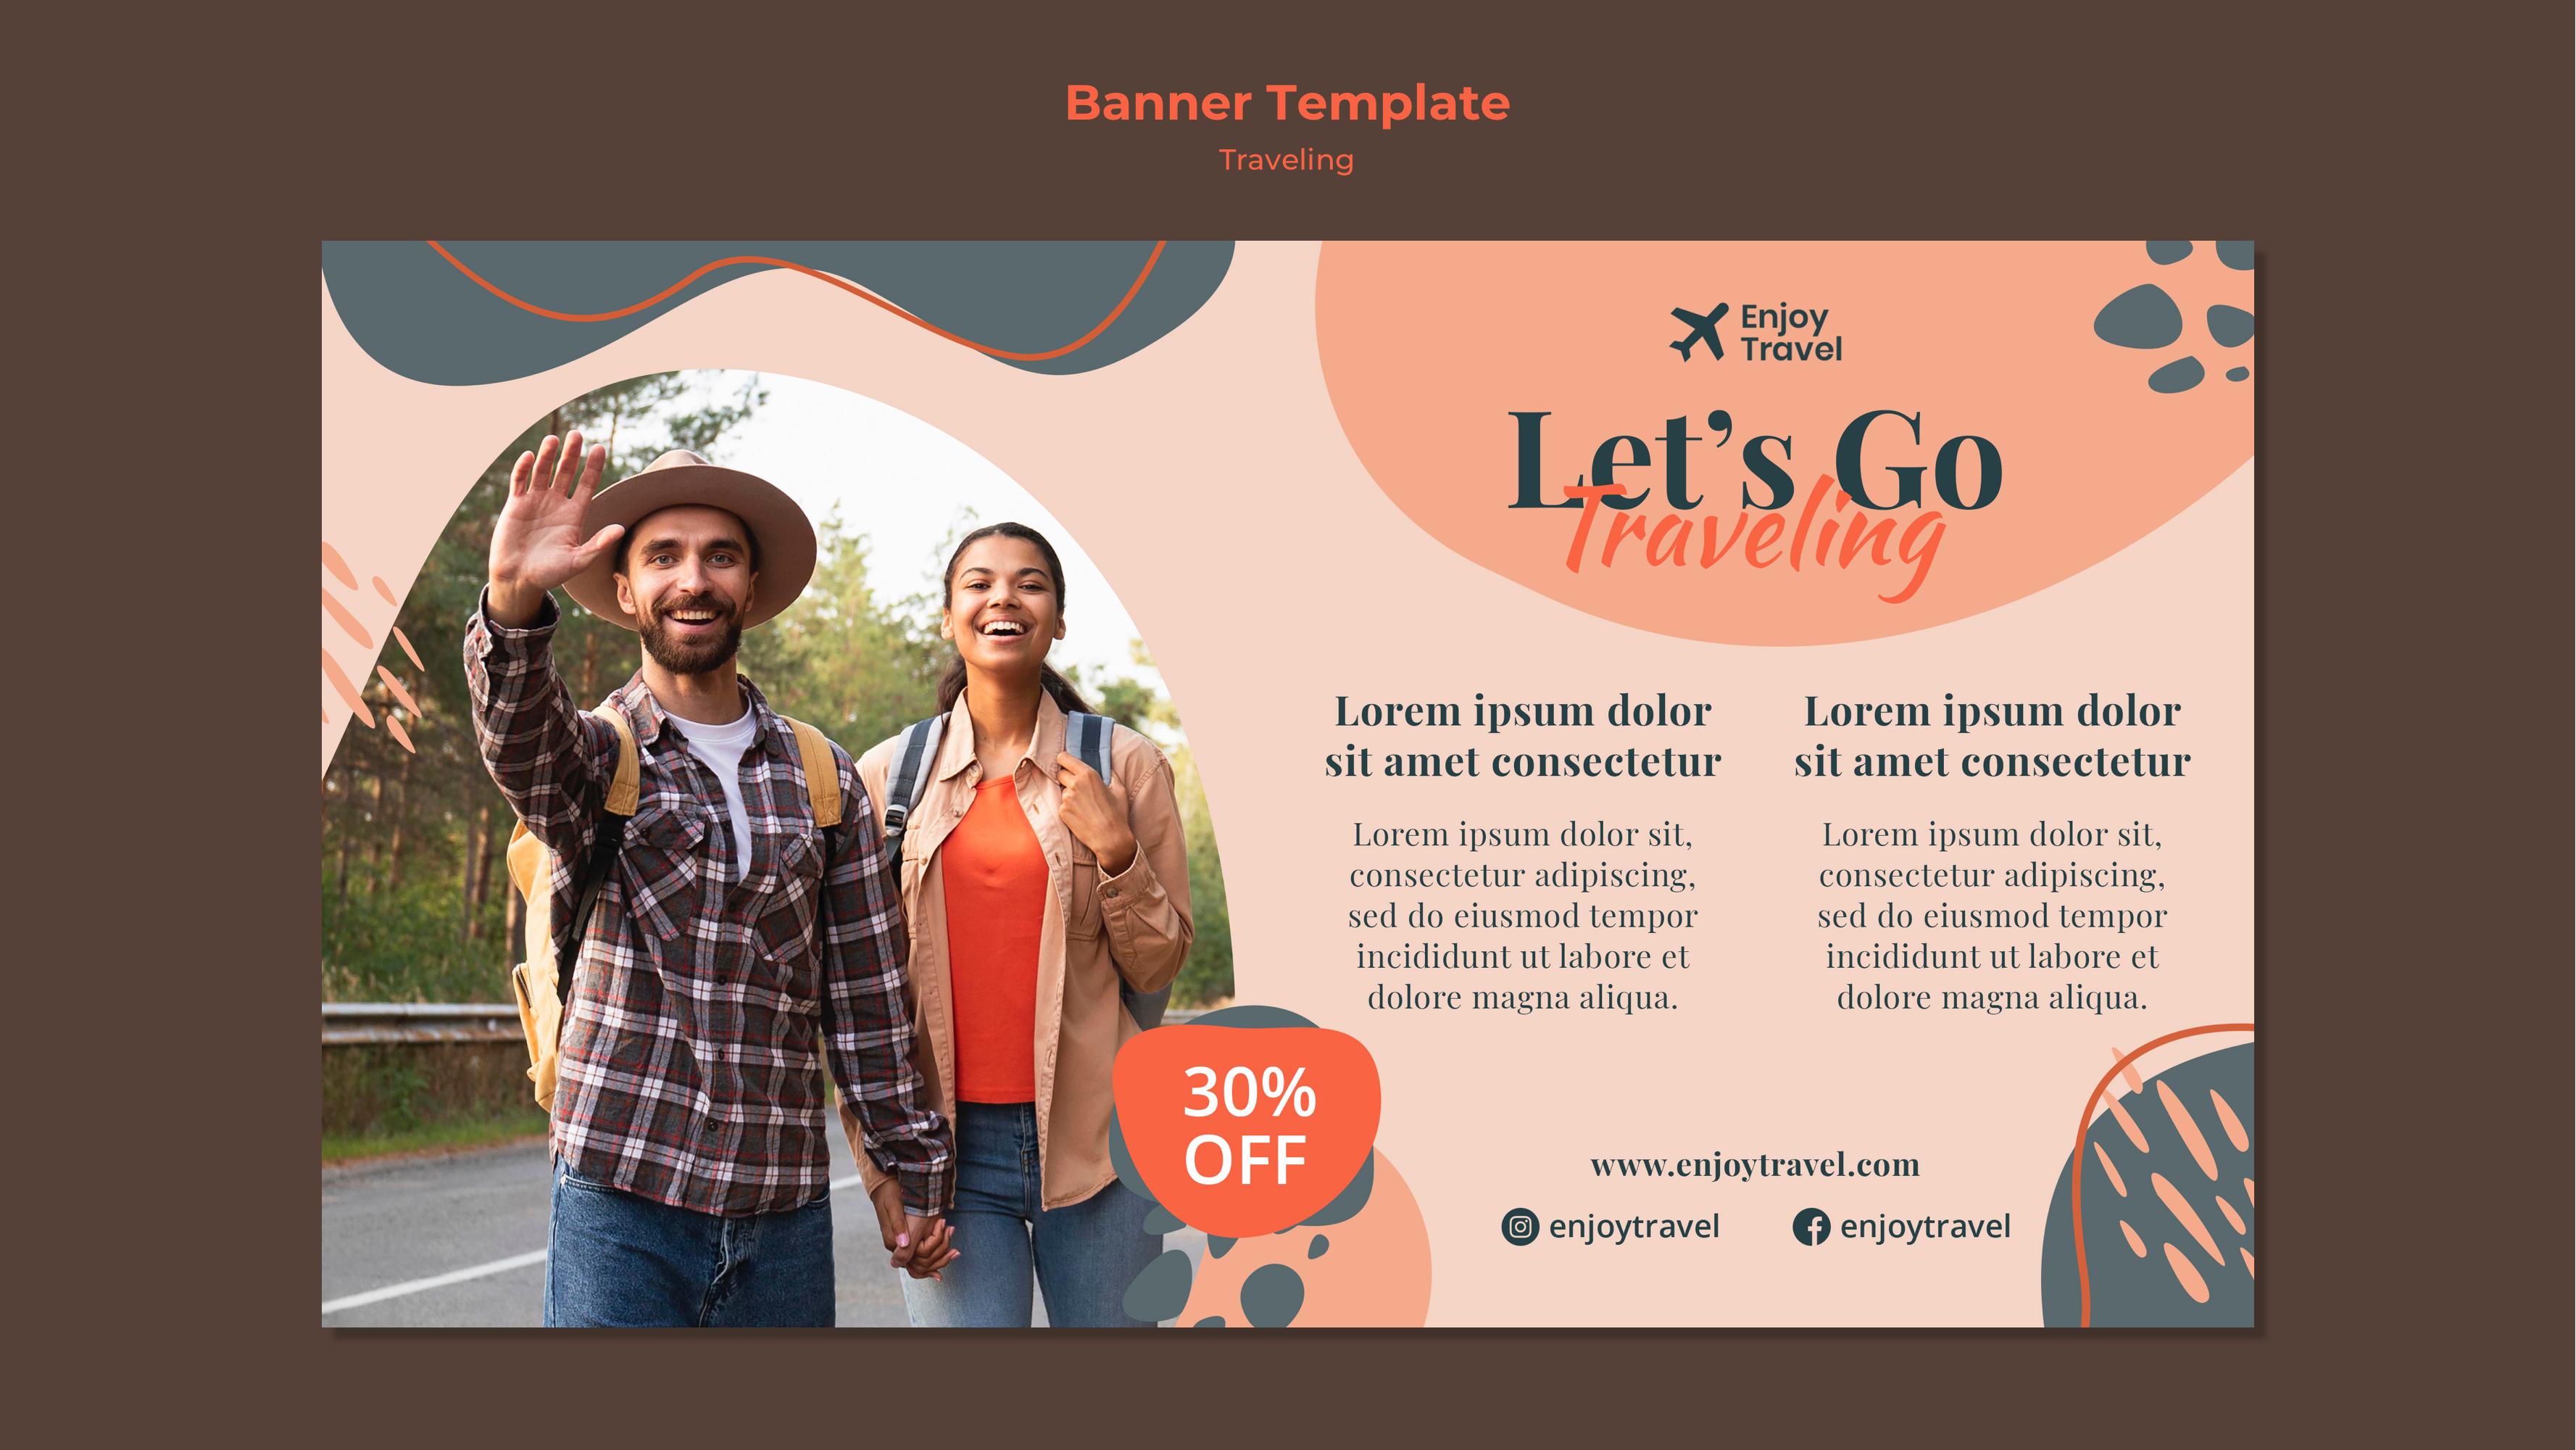 Banner Template
Traveling
Enjoy
Travel
Let’s Go
Traveling
Lorem ipsum dolor
sit amet consectetur
Lorem ipsum dolor sit,
consectetur adipiscing,
sed do eiusmod tempor
incididunt ut labore et
dolore magna aliqua.
Lorem ipsum dolor
sit amet consectetur
Lorem ipsum dolor sit,
consectetur adipiscing,
sed do eiusmod tempor
incididunt ut labore et
dolore magna aliqua.
30%
OFF
www.enjoytravel.com
enjoytravel
enjoytravel